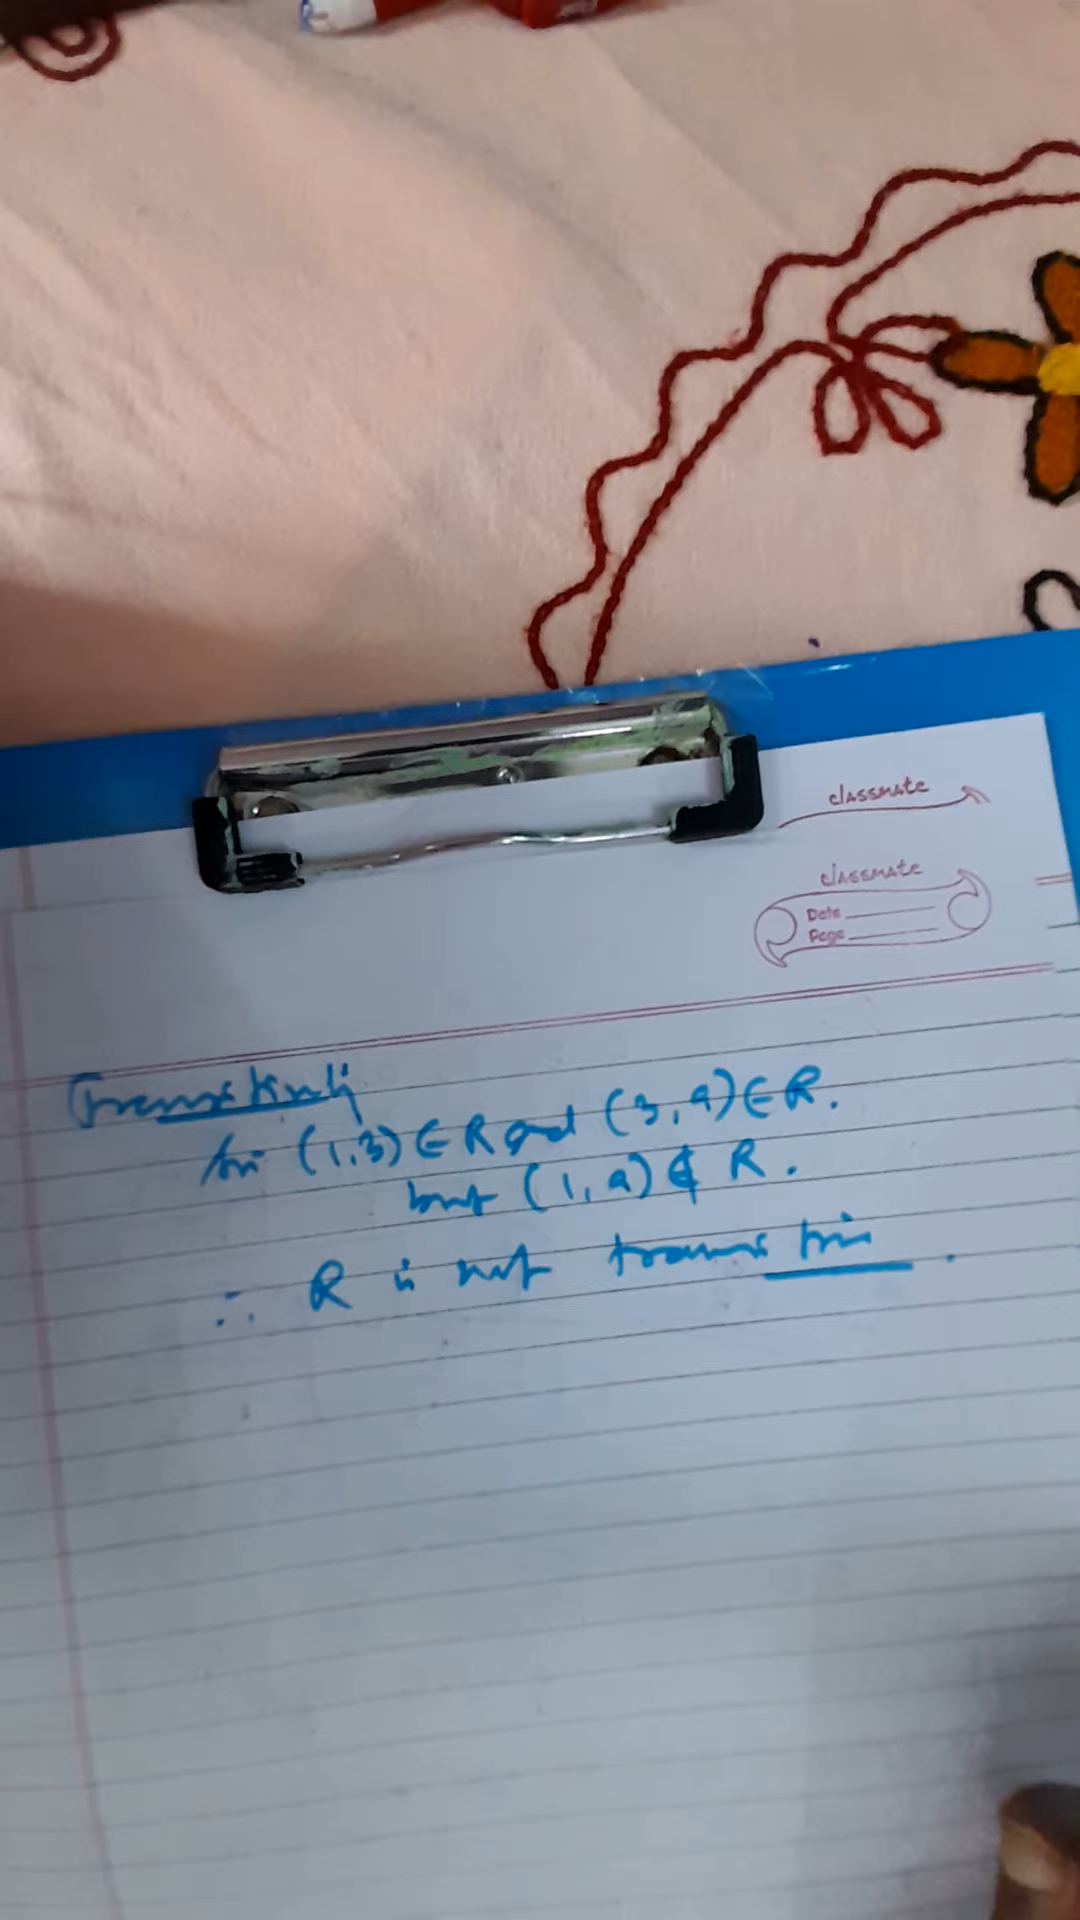 classmate
classmate
Date
Page
Transitivity
for (1,3) ∈ R and (3,9) ∈ R.
but (1,9) ∉ R.
∴ R is not transitive.